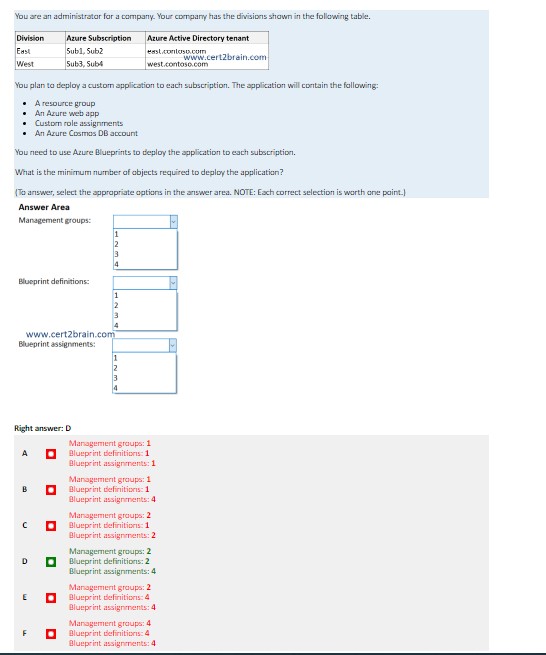 You are an administrator for a company. Your company has the divisions shown in the following table.
Division Azure Subscription Azure Active Directory tenant
East Sub1, Sub2 east.contoso.com
www.cert2brain.com
West Sub3, Sub4 west.contoso.com
You plan to deploy a custom application to each subscription. The application will contain the following:
• A resource group
• An Azure web app
• Custom role assignments
• An Azure Cosmos DB account
You need to use Azure Blueprints to deploy the application to each subscription.
What is the minimum number of objects required to deploy the application?
(To answer, select the appropriate options in the answer area. NOTE: Each correct selection is worth one point.)
Answer Area
Management groups:
1
2
3
4
Blueprint definitions:
1
2
3
4
www.cert2brain.com
Blueprint assignments:
1
2
3
4
Right answer: D
Management groups: 1
A Blueprint definitions: 1
Blueprint assignments: 1
Management groups: 1
B Blueprint definitions: 1
Blueprint assignments: 4
Management groups: 2
C Blueprint definitions: 1
Blueprint assignments: 2
Management groups: 2
D Blueprint definitions: 2
Blueprint assignments: 4
Management groups: 2
E Blueprint definitions: 4
Blueprint assignments: 4
Management groups: 4
F Blueprint definitions: 4
Blueprint assignments: 4